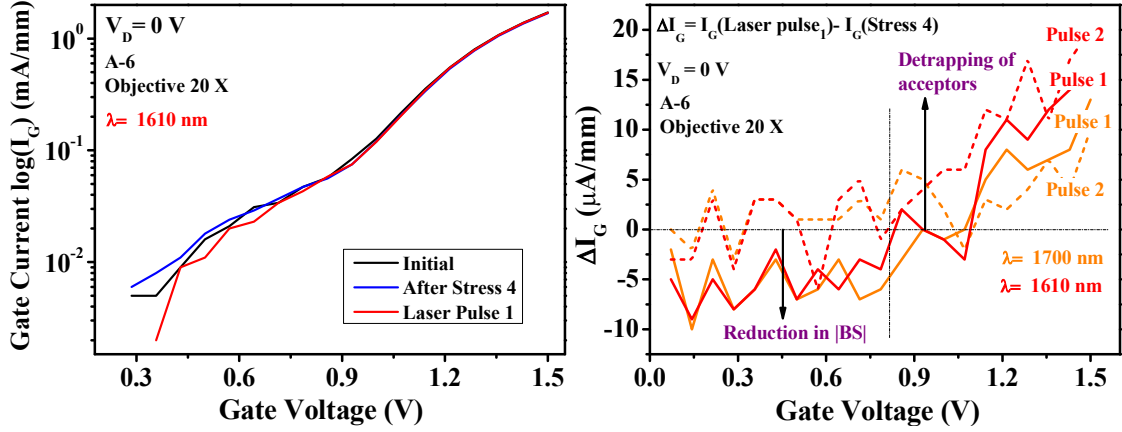 Gate Current log(I_G) (mA/mm)
10^0
10^-1
10^-2
V_D= 0 V
A-6
Objective 20 X
λ= 1610 nm
Initial
After Stress 4
Laser Pulse 1
0.3 0.6 0.9 1.2 1.5
Gate Voltage (V)
ΔI_G (μA/mm)
20
15
10
5
0
-5
-10
ΔI_G= I_G(Laser pulse_1)- I_G(Stress 4)
V_D= 0 V
A-6
Objective 20 X
Detrapping of
acceptors
Pulse 2
Pulse 1
Pulse 1
Pulse 2
λ= 1700 nm
λ= 1610 nm
Reduction in |BS|
0.0 0.3 0.6 0.9 1.2 1.5
Gate Voltage (V)